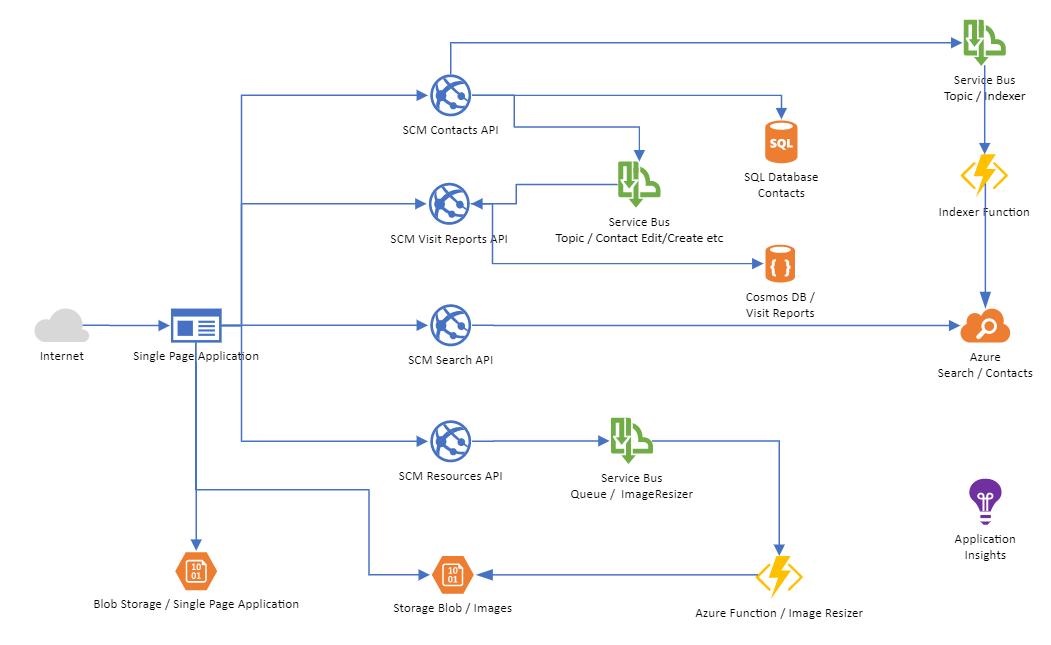 Service Bus
Topic / Indexer
SCM Contacts API
SQL
SQL Database
Contacts
Indexer Function
Service Bus
Topic / Contact Edit/Create etc
SCM Visit Reports API
{ }
Cosmos DB /
Visit Reports
Internet
Single Page Application
SCM Search API
Azure
Search / Contacts
SCM Resources API
Service Bus
Queue / ImageResizer
Application
Insights
10
01
Blob Storage / Single Page Application
10
01
Storage Blob / Images
Azure Function / Image Resizer